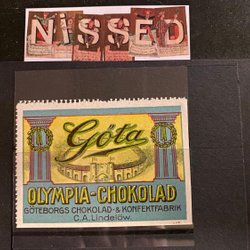 NiSSED
Göta
OLYMPIA-CHOKOLAD
GÖTEBORGS CHOKOLAD- & KONFEKTFABRIK
C.A. Lindelöw.